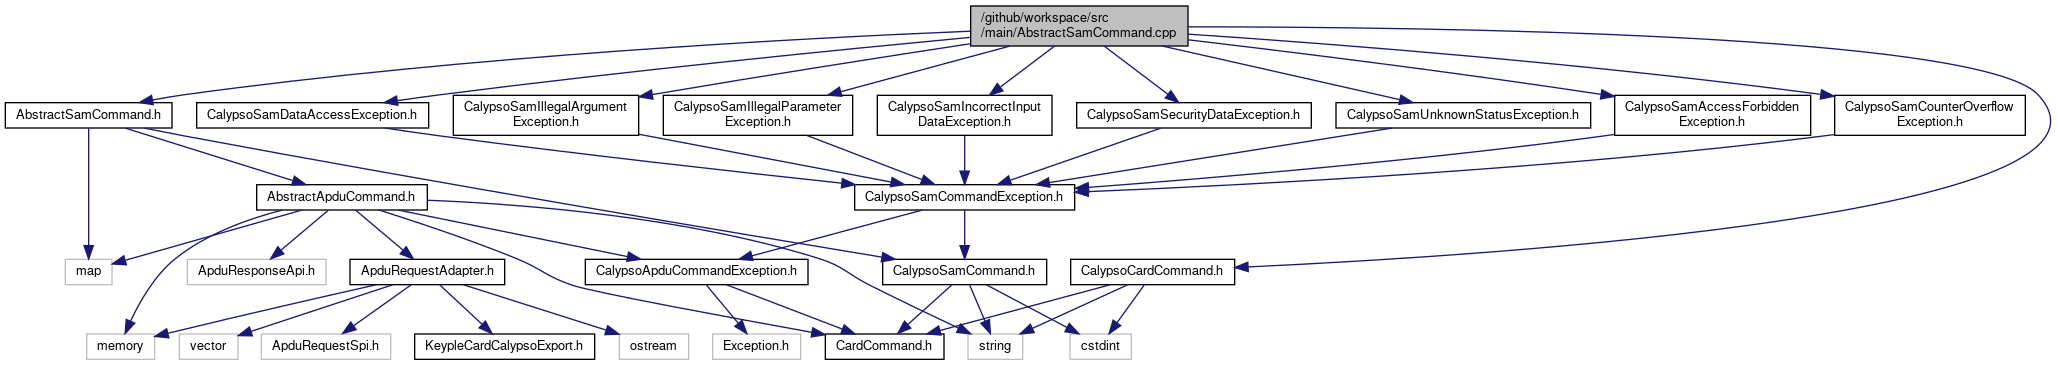 /github/workspace/src
/main/AbstractSamCommand.cpp
AbstractSamCommand.h
CalypsoSamDataAccessException.h
CalypsoSamIllegalArgument
Exception.h
CalypsoSamIllegalParameter
Exception.h
CalypsoSamIncorrectInput
DataException.h
CalypsoSamSecurityDataException.h
CalypsoSamUnknownStatusException.h
CalypsoSamAccessForbidden
Exception.h
CalypsoSamCounterOverflow
Exception.h
AbstractApduCommand.h
CalypsoSamCommandException.h
map
ApduResponseApi.h
ApduRequestAdapter.h
CalypsoApduCommandException.h
CalypsoSamCommand.h
CalypsoCardCommand.h
memory
vector
ApduRequestSpi.h
KeypleCardCalypsoExport.h
ostream
Exception.h
CardCommand.h
string
cstdint